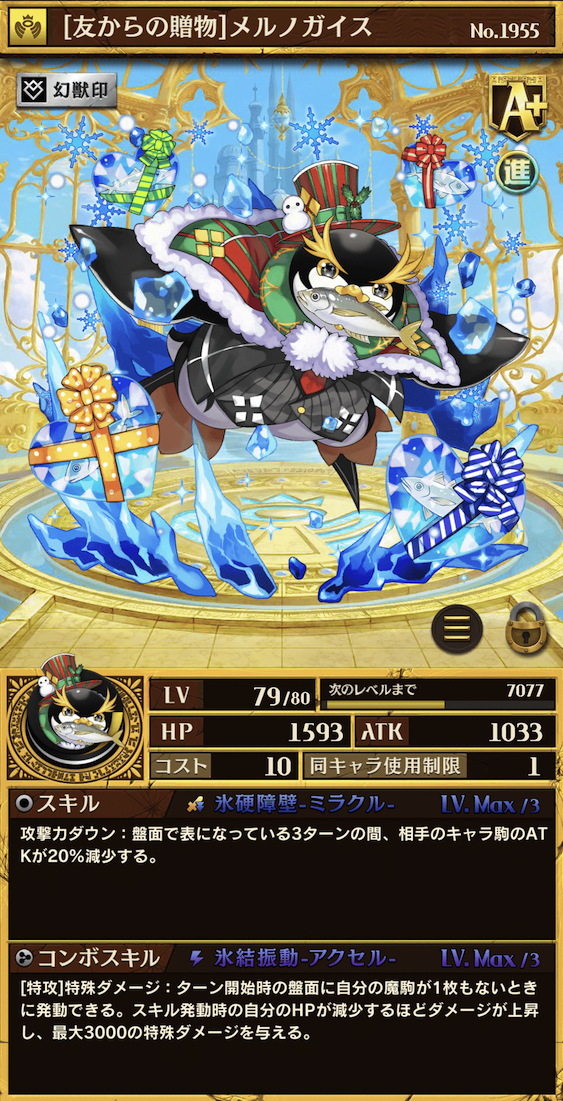 [友からの贈物]メルノガイス
No.1955
幻獣印
A+
進
LV 79/80
次のレベルまで 7077
HP 1593 ATK 1033
コスト 10 同キャラ使用制限 1
スキル 氷硬障壁-ミラクル- LV.Max/3
攻撃力ダウン:盤面で表になっている3ターンの間、相手のキャラ駒のAT
Kが20%減少する。
コンボスキル 氷結振動-アクセル- LV.Max/3
[特攻]特殊ダメージ:ターン開始時の盤面に自分の魔駒が1枚もないとき
に発動できる。スキル発動時の自分のHPが減少するほどダメージが上昇
し、最大3000の特殊ダメージを与える。